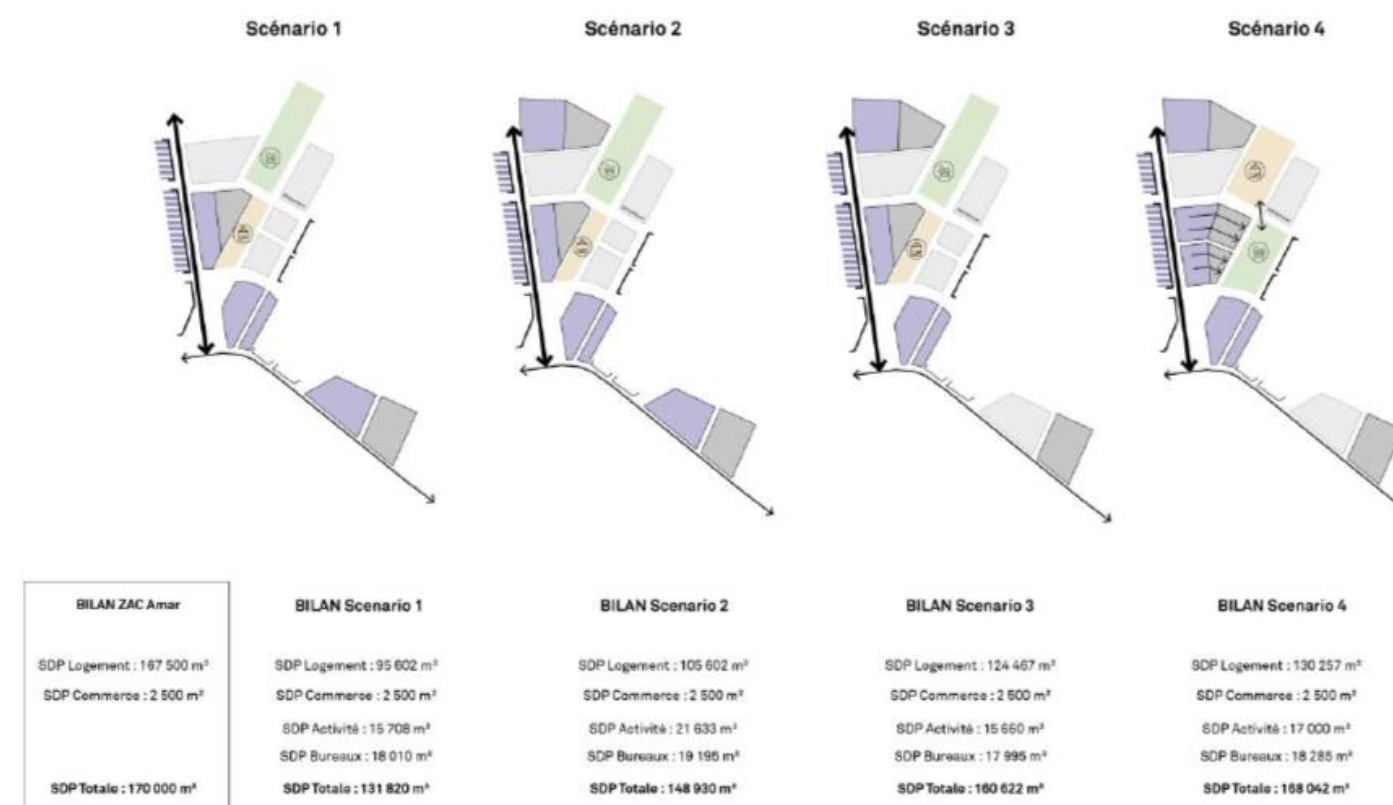 Scénario 1
Scénario 2
Scénario 3
Scénario 4
BILAN ZAC Amar
SDP Logement : 167 500 m²
SDP Commerce : 2 500 m²
SDP Totale : 170 000 m²
BILAN Scenario 1
SDP Logement : 95 602 m²
SDP Commerce : 2 500 m²
SDP Activité : 15 708 m²
SDP Bureaux : 18 010 m²
SDP Totale : 131 820 m²
BILAN Scenario 2
SDP Logement : 105 602 m²
SDP Commerce : 2 500 m²
SDP Activité : 21 633 m²
SDP Bureaux : 19 195 m²
SDP Totale : 148 930 m²
BILAN Scenario 3
SDP Logement : 124 467 m²
SDP Commerce : 2 500 m²
SDP Activité : 15 660 m²
SDP Bureaux : 17 995 m²
SDP Totale : 160 622 m²
BILAN Scenario 4
SDP Logement : 130 257 m²
SDP Commerce : 2 500 m²
SDP Activité : 17 000 m²
SDP Bureaux : 18 285 m²
SDP Totale : 168 042 m²